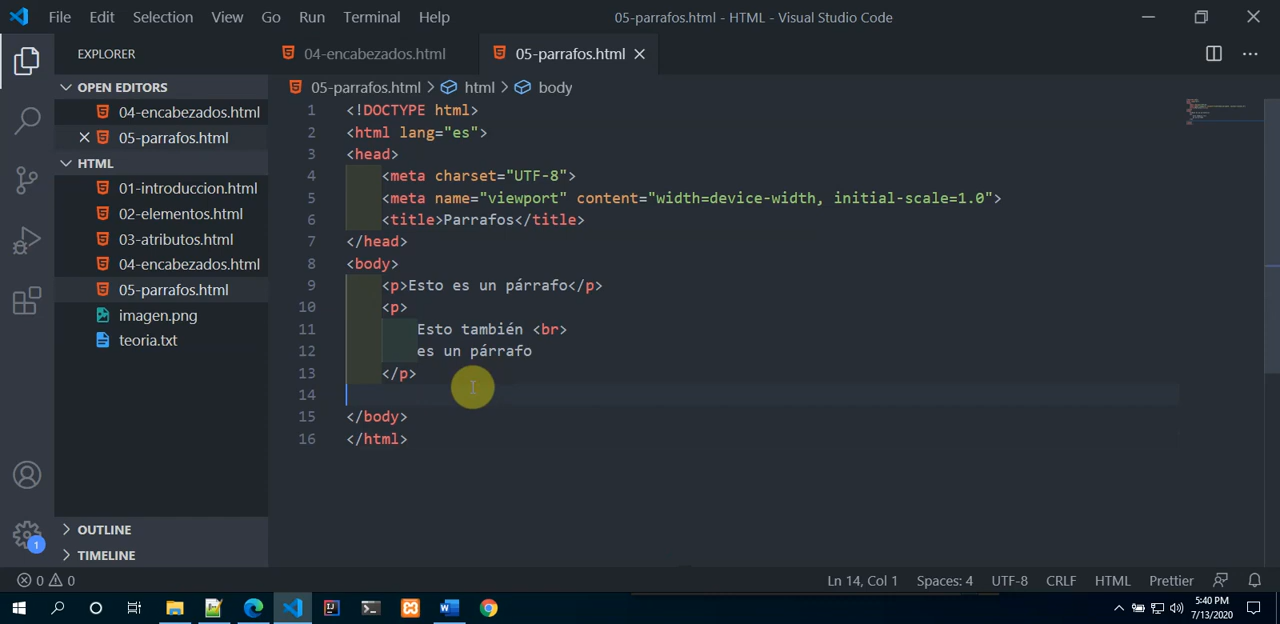 File Edit Selection View Go Run Terminal Help
05-parrafos.html - HTML - Visual Studio Code
EXPLORER
OPEN EDITORS
04-encabezados.html
05-parrafos.html
HTML
01-introduccion.html
02-elementos.html
03-atributos.html
04-encabezados.html
05-parrafos.html
imagen.png
teoria.txt
OUTLINE
TIMELINE
1
04-encabezados.html 05-parrafos.html
05-parrafos.html > html > body
1 <!DOCTYPE html>
2 <html lang="es">
3 <head>
4 <meta charset="UTF-8">
5 <meta name="viewport" content="width=device-width, initial-scale=1.0">
6 <title>Parrafos</title>
7 </head>
8 <body>
9 <p>Esto es un párrafo</p>
10 <p>
11 Esto también <br>
12 es un párrafo
13 </p>
14
15 </body>
16 </html>
0 0 Ln 14, Col 1 Spaces: 4 UTF-8 CRLF HTML Prettier
5:40 PM
7/13/2020